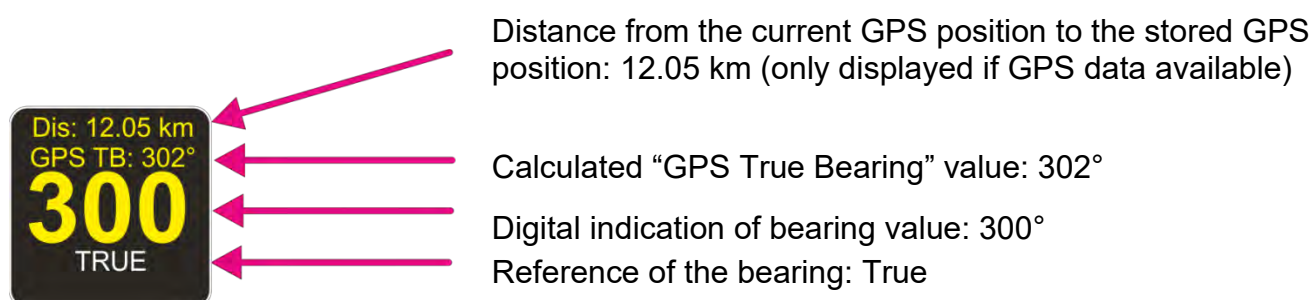 Distance from the current GPS position to the stored GPS
position: 12.05 km (only displayed if GPS data available)
Dis: 12.05 km
GPS TB: 302°
300
TRUE
Calculated “GPS True Bearing” value: 302°
Digital indication of bearing value: 300°
Reference of the bearing: True